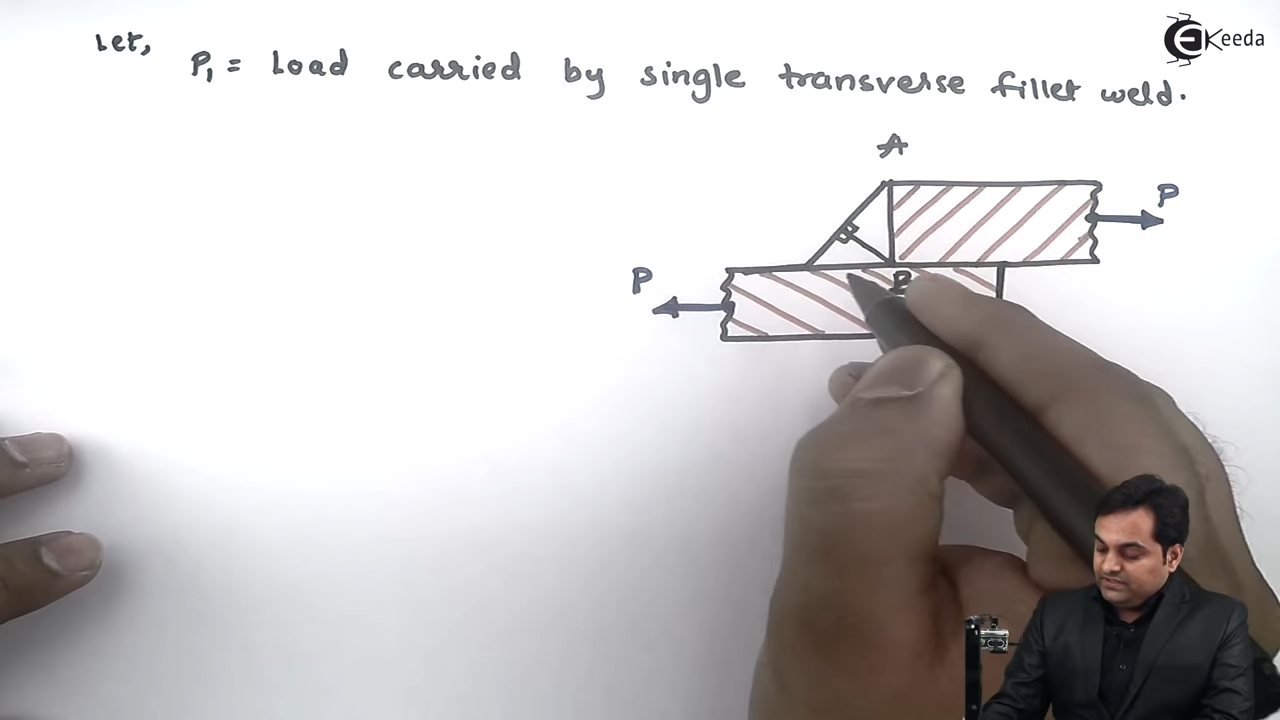 Let,
P₁ = Load carried by single transverse fillet weld.
A
P
P
B
EKeeda